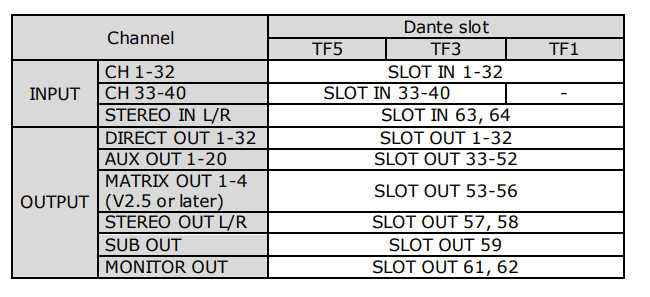 Channel Dante slot
TF5 TF3 TF1
INPUT CH 1-32 SLOT IN 1-32
CH 33-40 SLOT IN 33-40 -
STEREO IN L/R SLOT IN 63, 64
OUTPUT DIRECT OUT 1-32 SLOT OUT 1-32
AUX OUT 1-20 SLOT OUT 33-52
MATRIX OUT 1-4
(V2.5 or later) SLOT OUT 53-56
STEREO OUT L/R SLOT OUT 57, 58
SUB OUT SLOT OUT 59
MONITOR OUT SLOT OUT 61, 62